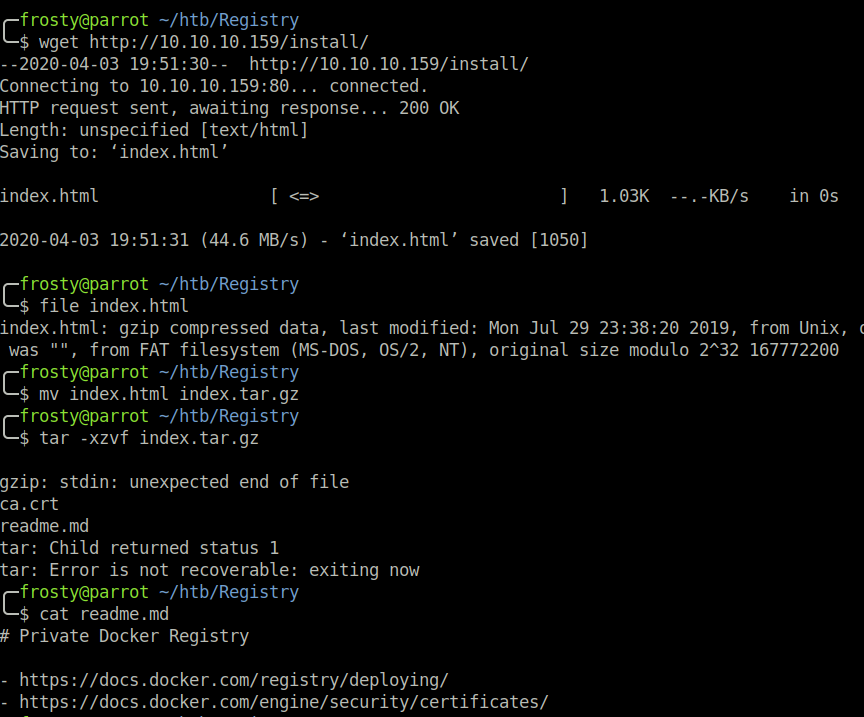 frosty@parrot ~/htb/Registry
$ wget http://10.10.10.159/install/
--2020-04-03 19:51:30--  http://10.10.10.159/install/
Connecting to 10.10.10.159:80... connected.
HTTP request sent, awaiting response... 200 OK
Length: unspecified [text/html]
Saving to: ‘index.html’
index.html                 [ <=>                        ]   1.03K  --.-KB/s    in 0s
2020-04-03 19:51:31 (44.6 MB/s) - ‘index.html’ saved [1050]
frosty@parrot ~/htb/Registry
$ file index.html
index.html: gzip compressed data, last modified: Mon Jul 29 23:38:20 2019, from Unix,
was "", from FAT filesystem (MS-DOS, OS/2, NT), original size modulo 2^32 167772200
frosty@parrot ~/htb/Registry
$ mv index.html index.tar.gz
frosty@parrot ~/htb/Registry
$ tar -xzvf index.tar.gz
gzip: stdin: unexpected end of file
ca.crt
readme.md
tar: Child returned status 1
tar: Error is not recoverable: exiting now
frosty@parrot ~/htb/Registry
$ cat readme.md
# Private Docker Registry
- https://docs.docker.com/registry/deploying/
- https://docs.docker.com/engine/security/certificates/